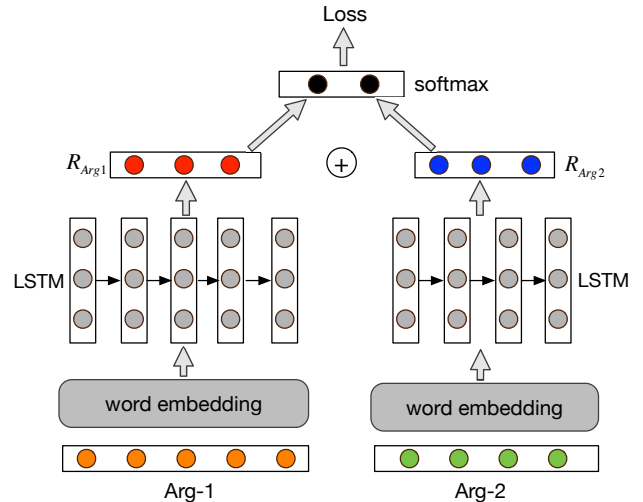 Loss
softmax
R_{Arg1}
+
R_{Arg2}
LSTM
LSTM
word embedding
word embedding
Arg-1
Arg-2